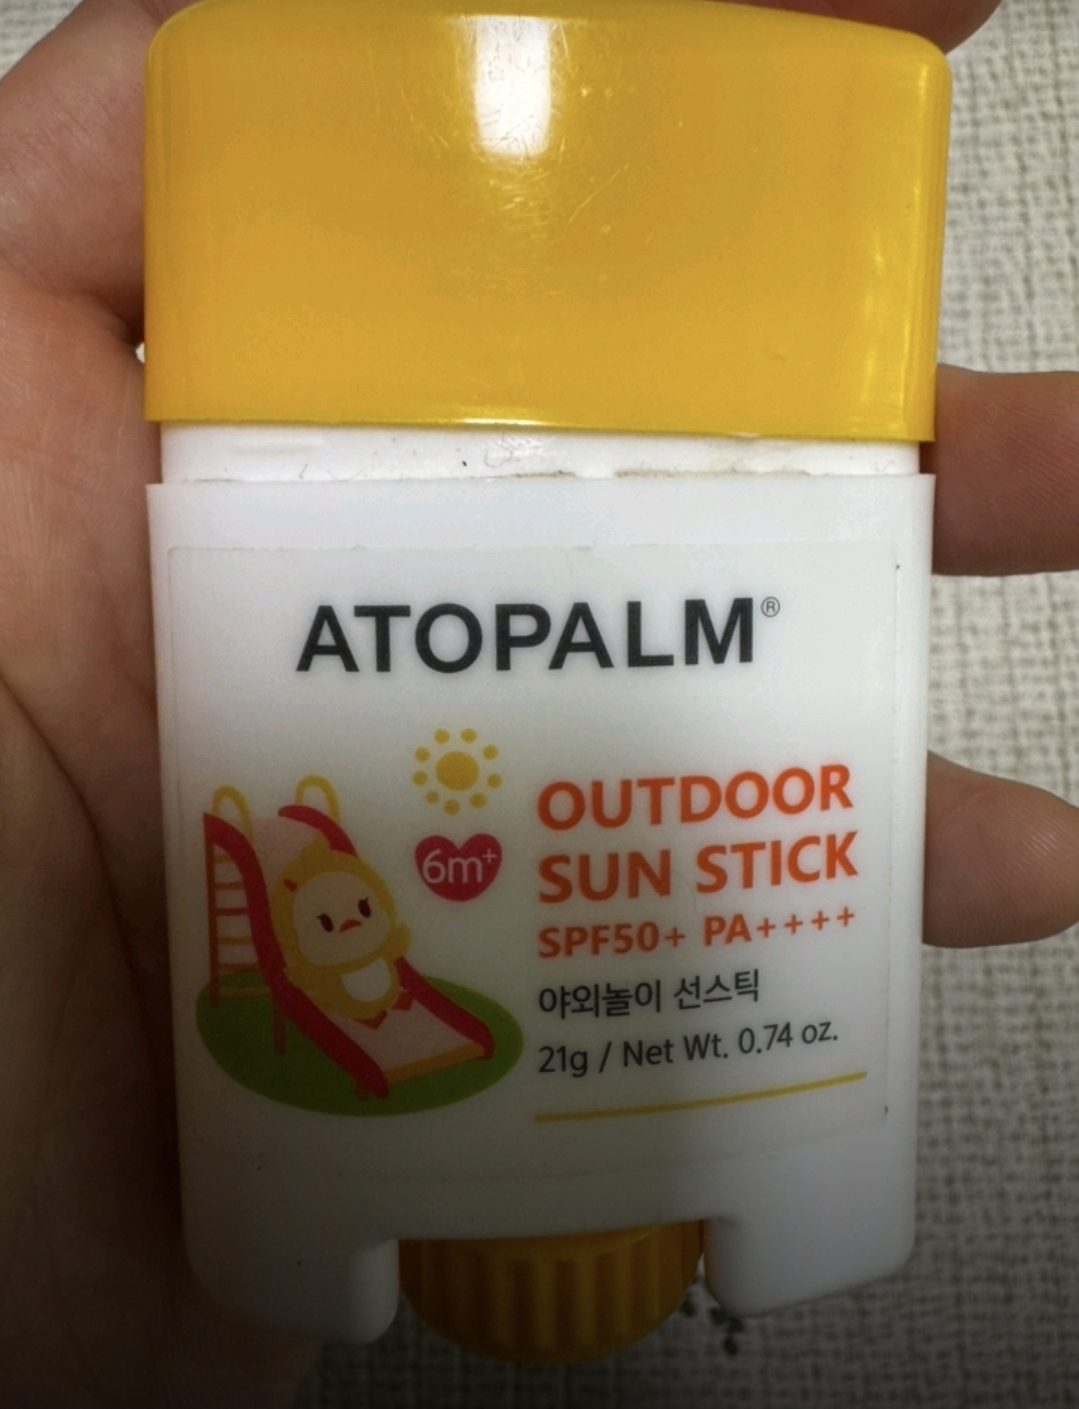 ATOPALM®
6m+
OUTDOOR
SUN STICK
SPF50+ PA++++
야외놀이 선스틱
21g / Net Wt. 0.74 oz.